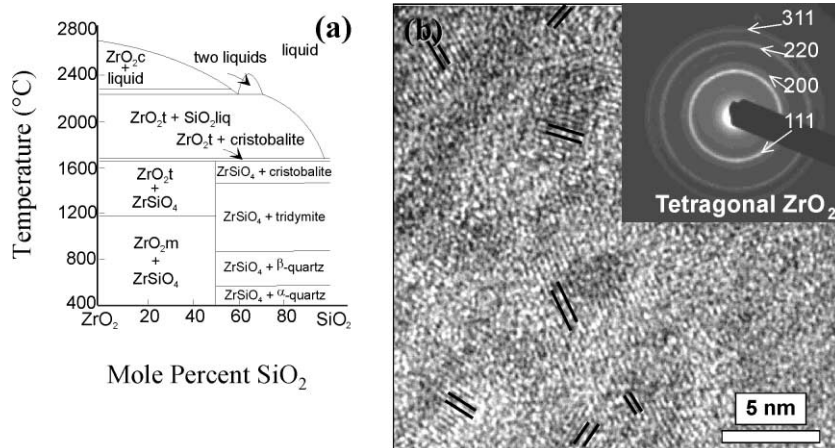 (a)
2800
2400
2000
1600
1200
800
400
Temperature (°C)
liquid
two liquids
ZrO₂c
+
liquid
ZrO₂t + SiO₂liq
ZrO₂t + cristobalite
ZrO₂t
+
ZrSiO₄
ZrSiO₄ + cristobalite
ZrSiO₄ + tridymite
ZrO₂m
+
ZrSiO₄
ZrSiO₄ + β-quartz
ZrSiO₄ + α-quartz
ZrO₂ 20 40 60 80 SiO₂
Mole Percent SiO₂
(b)
311
220
200
111
Tetragonal ZrO₂
5 nm